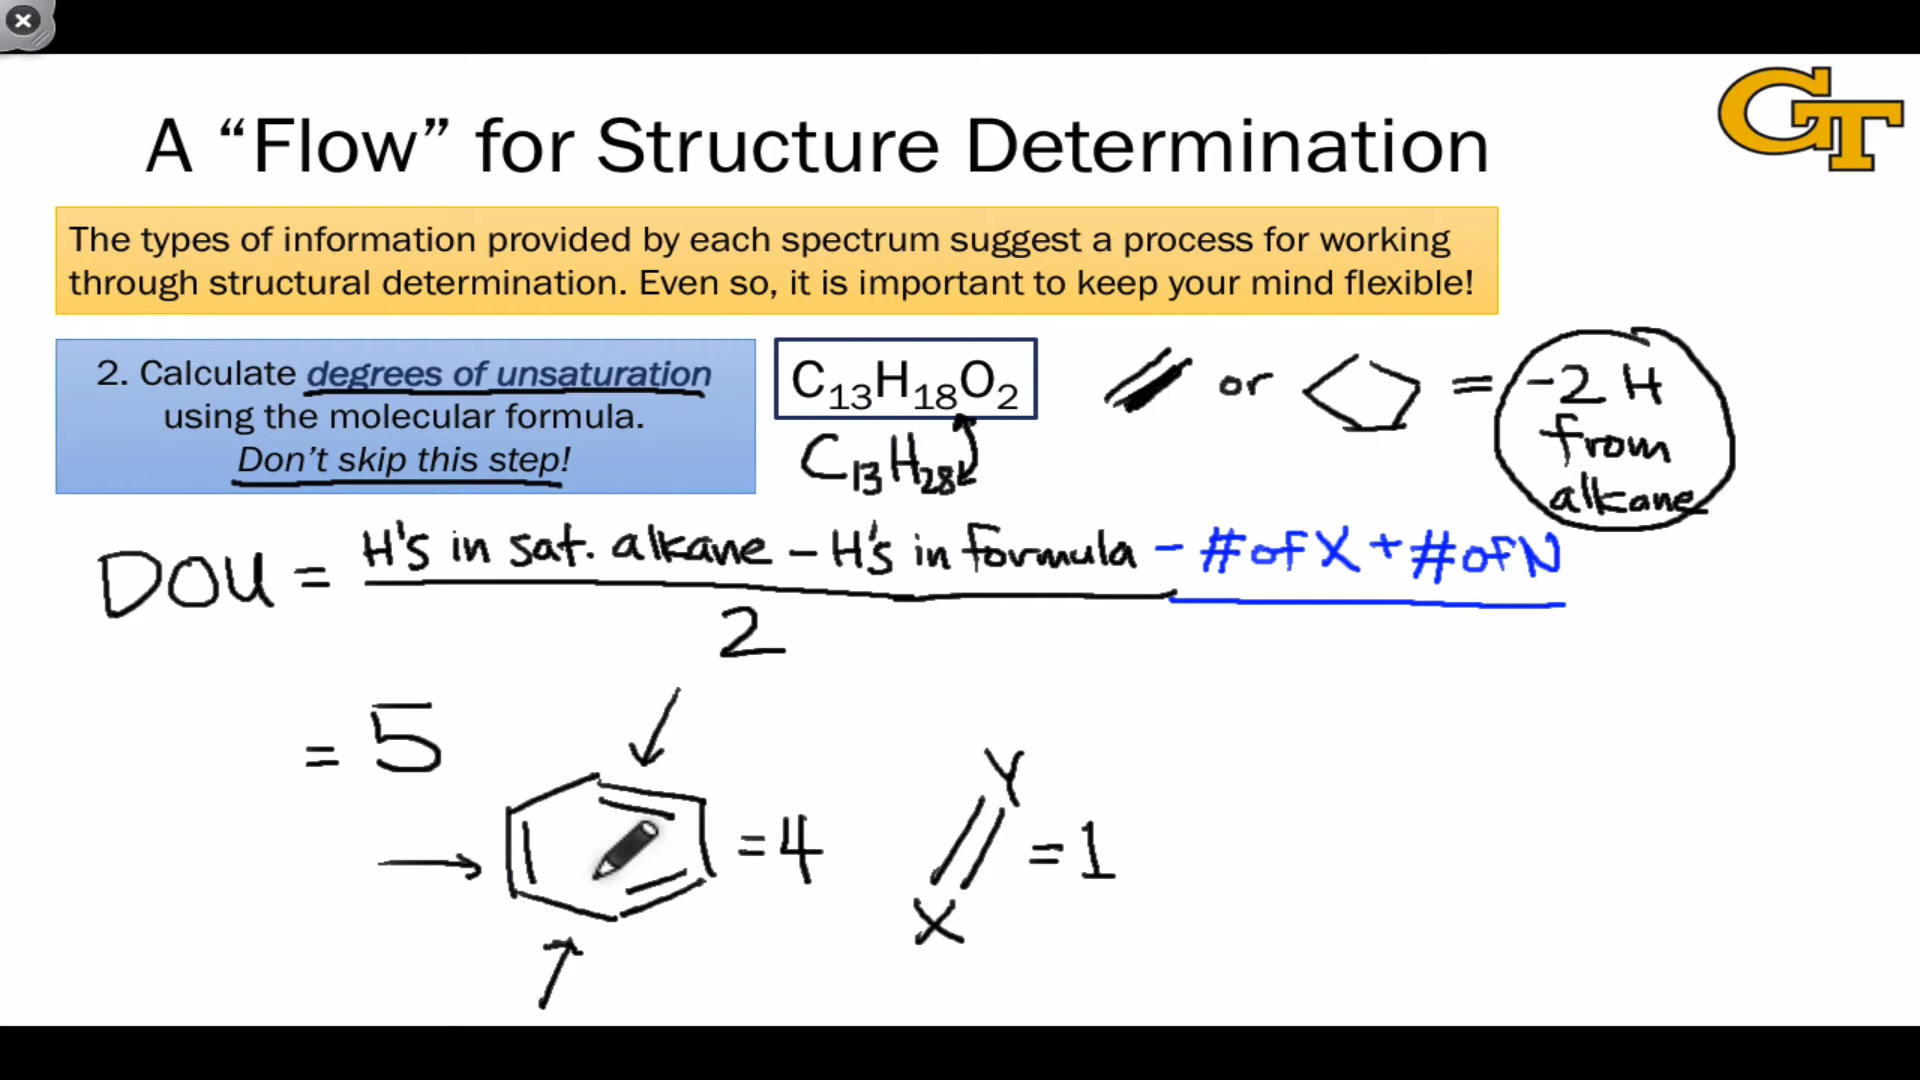 GT
A “Flow” for Structure Determination
The types of information provided by each spectrum suggest a process for working
through structural determination. Even so, it is important to keep your mind flexible!
2. Calculate degrees of unsaturation
using the molecular formula.
Don’t skip this step!
C₁₃H₁₈O₂
C₁₃H₂₈
or
= -2 H
from
alkane
DOU = H's in sat. alkane – H's in formula – # of X + # of N
2
= 5
= 4
Y
X
= 1